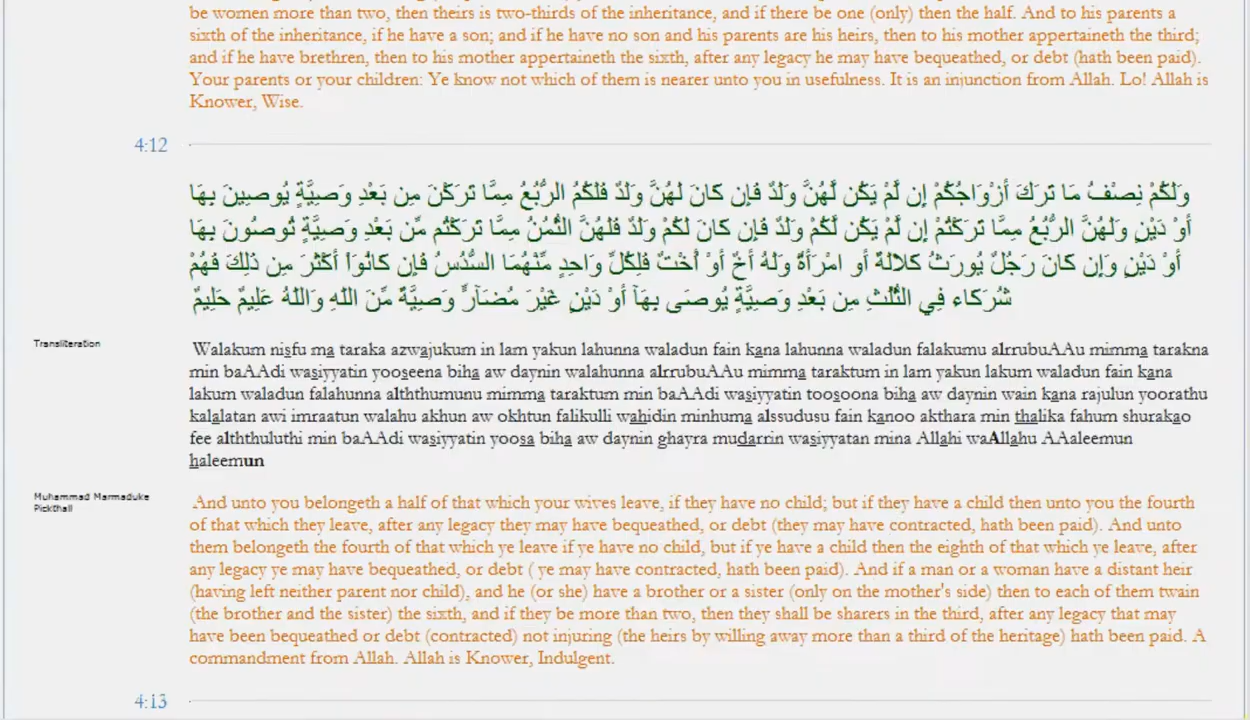 be women more than two, then theirs is two-thirds of the inheritance, and if there be one (only) then the half. And to his parents a
sixth of the inheritance, if he have a son; and if he have no son and his parents are his heirs, then to his mother appertaineth the third;
and if he have brethren, then to his mother appertaineth the sixth, after any legacy he may have bequeathed, or debt (hath been paid).
Your parents or your children: Ye know not which of them is nearer unto you in usefulness. It is an injunction from Allah. Lo! Allah is
Knower, Wise.
4:12
وَلَكُمْ نِصْفُ مَا تَرَكَ أَزْوَاجُكُمْ إِن لَّمْ يَكُن لَّهُنَّ وَلَدٌ فَإِن كَانَ لَهُنَّ وَلَدٌ فَلَكُمُ الرُّبُعُ مِمَّا تَرَكْنَ مِن بَعْدِ وَصِيَّةٍ يُوصِينَ بِهَا
أَوْ دَيْنٍ وَلَهُنَّ الرُّبُعُ مِمَّا تَرَكْتُمْ إِن لَّمْ يَكُن لَّكُمْ وَلَدٌ فَإِن كَانَ لَكُمْ وَلَدٌ فَلَهُنَّ الثُّمُنُ مِمَّا تَرَكْتُم مِّن بَعْدِ وَصِيَّةٍ تُوصُونَ بِهَا
أَوْ دَيْنٍ وَإِن كَانَ رَجُلٌ يُورَثُ كَلَالَةً أَو امْرَأَةٌ وَلَهُ أَخٌ أَوْ أُخْتٌ فَلِكُلِّ وَاحِدٍ مِّنْهُمَا السُّدُسُ فَإِن كَانُوَاْ أَكْثَرَ مِن ذَلِكَ فَهُمْ
شُرَكَاء فِي الثُّلُثِ مِن بَعْدِ وَصِيَّةٍ يُوصَى بِهَآ أَوْ دَيْنٍ غَيْرَ مُضَآرٍّ وَصِيَّةً مِّنَ اللّهِ وَاللّهُ عَلِيمٌ حَلِيمٌ
Transliteration
Walakum nisfu ma taraka azwajukum in lam yakun lahunna waladun fain kana lahunna waladun falakumu alrrubuAAu mimma tarakna
min baAAdi wasiyyatin yooseena biha aw daynin walahunna alrrubuAAu mimma taraktum in lam yakun lakum waladun fain kana
lakum waladun falahunna alththumunu mimma taraktum min baAAdi wasiyyatin toosoona biha aw daynin wain kana rajulun yoorathu
kalalatan awi imraatun walahu akhun aw okhtun falikulli wahidin minhuma alssudusu fain kanoo akthara min thalika fahum shurakao
fee alththuluthi min baAAdi wasiyyatin yoosa biha aw daynin ghayra mudarrin wasiyyatan mina Allahi waAllahu AAaleemun
haleemun
Muhammad Marmaduke
Pickthall
And unto you belongeth a half of that which your wives leave, if they have no child; but if they have a child then unto you the fourth
of that which they leave, after any legacy they may have bequeathed, or debt (they may have contracted, hath been paid). And unto
them belongeth the fourth of that which ye leave if ye have no child, but if ye have a child then the eighth of that which ye leave, after
any legacy ye may have bequeathed, or debt ( ye may have contracted, hath been paid). And if a man or a woman have a distant heir
(having left neither parent nor child), and he (or she) have a brother or a sister (only on the mother's side) then to each of them twain
(the brother and the sister) the sixth, and if they be more than two, then they shall be sharers in the third, after any legacy that may
have been bequeathed or debt (contracted) not injuring (the heirs by willing away more than a third of the heritage) hath been paid. A
commandment from Allah. Allah is Knower, Indulgent.
4:13